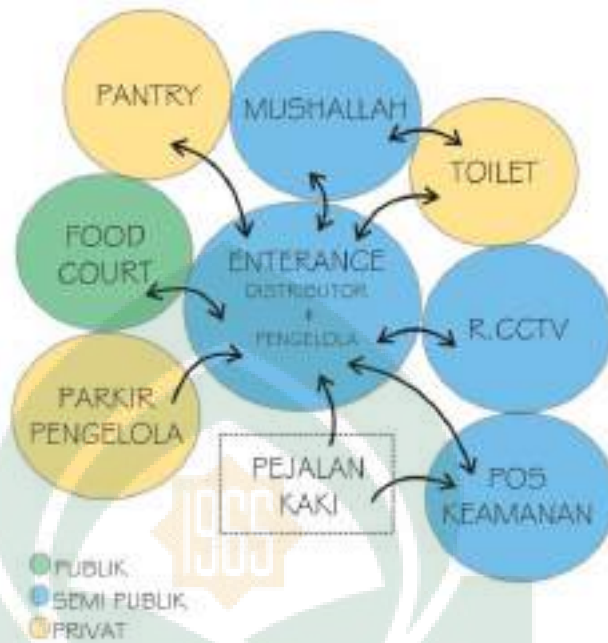 PANTRY
MUSHALLAH
TOILET
FOOD
COURT
ENTERANCE
DISTRIBUTOR
+
PENGELOLA
R.CCTV
PARKIR
PENGELOLA
PEJALAN
KAKI
POS
KEAMANAN
1965
PUBLIK
SEMI PUBLIK
PRIVAT